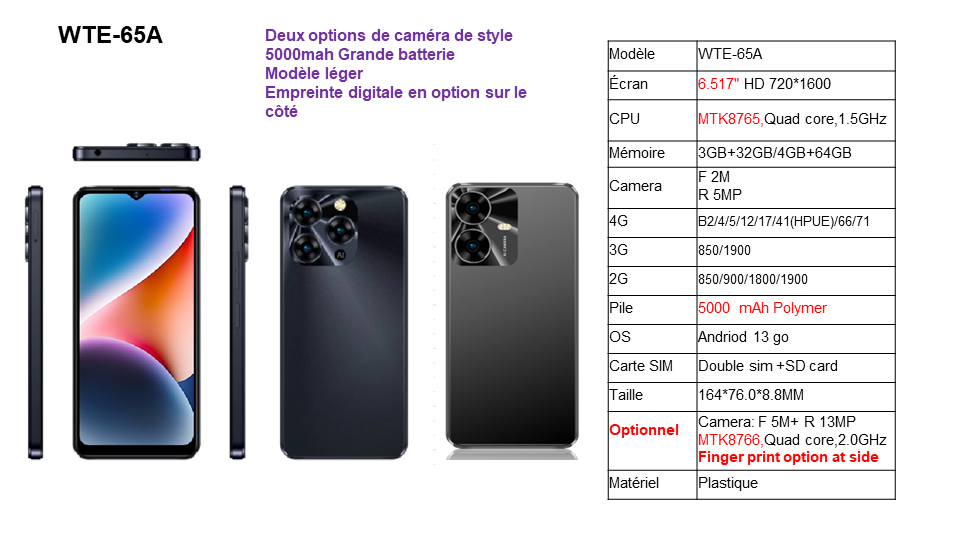 WTE-65A
Deux options de caméra de style
5000mah Grande batterie
Modèle léger
Empreinte digitale en option sur le
côté
Modèle WTE-65A
Écran 6.517" HD 720*1600
CPU MTK8765,Quad core,1.5GHz
Mémoire 3GB+32GB/4GB+64GB
Camera F 2M
R 5MP
4G B2/4/5/12/17/41(HPUE)/66/71
3G 850/1900
2G 850/900/1800/1900
Pile 5000 mAh Polymer
OS Andriod 13 go
Carte SIM Double sim +SD card
Taille 164*76.0*8.8MM
Optionnel Camera: F 5M+ R 13MP
MTK8766,Quad core,2.0GHz
Finger print option at side
Matériel Plastique
AI
AI CAMERA